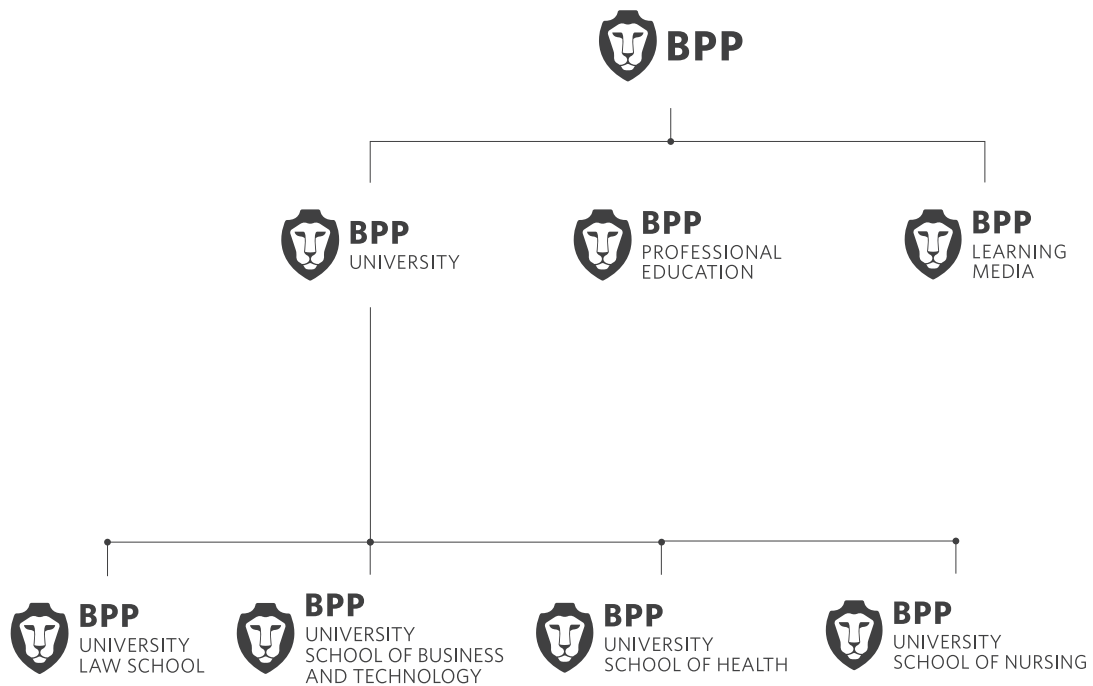 BPP
BPP
UNIVERSITY
BPP
PROFESSIONAL
EDUCATION
BPP
LEARNING
MEDIA
BPP
UNIVERSITY
LAW SCHOOL
BPP
UNIVERSITY
SCHOOL OF BUSINESS
AND TECHNOLOGY
BPP
UNIVERSITY
SCHOOL OF HEALTH
BPP
UNIVERSITY
SCHOOL OF NURSING